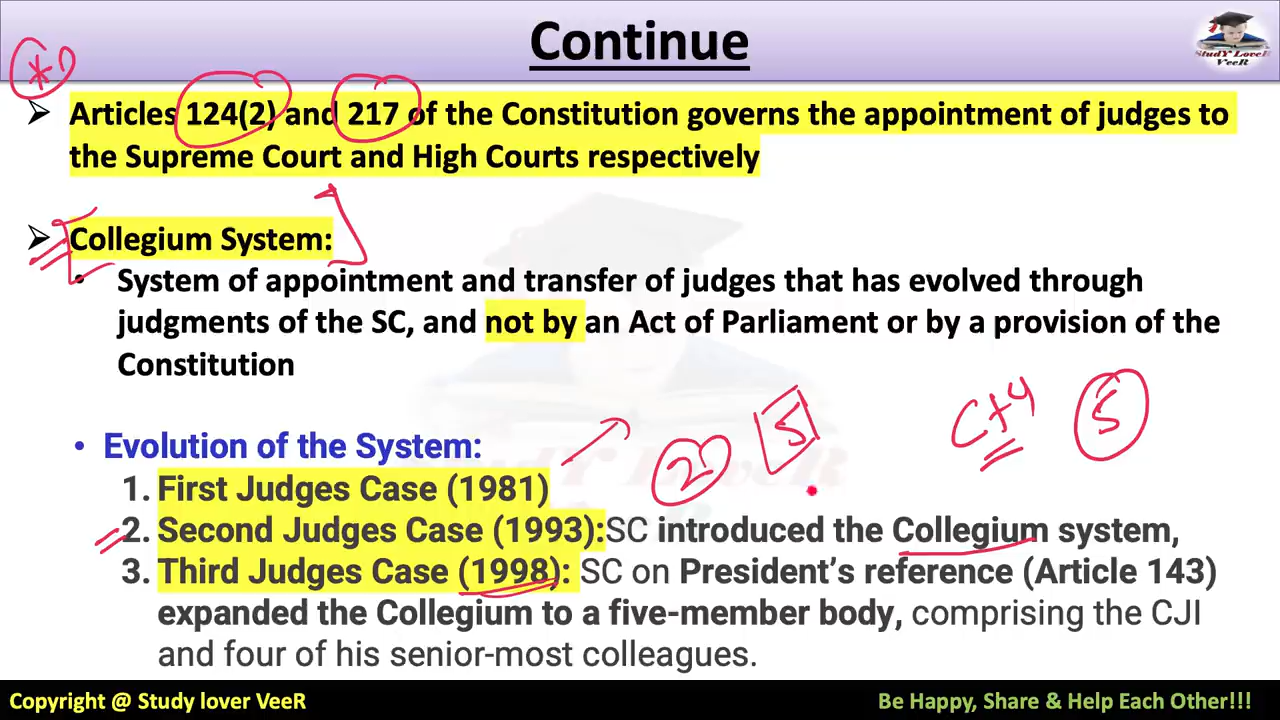 Continue
StudY LoveR
VeeR
Articles 124(2) and 217 of the Constitution governs the appointment of judges to
the Supreme Court and High Courts respectively
Collegium System:
System of appointment and transfer of judges that has evolved through
judgments of the SC, and not by an Act of Parliament or by a provision of the
Constitution
C+4
5
Evolution of the System:
2
5
1. First Judges Case (1981)
2. Second Judges Case (1993):SC introduced the Collegium system,
3. Third Judges Case (1998): SC on President’s reference (Article 143)
expanded the Collegium to a five-member body, comprising the CJI
and four of his senior-most colleagues.
Copyright @ Study lover VeeR
Be Happy, Share & Help Each Other!!!